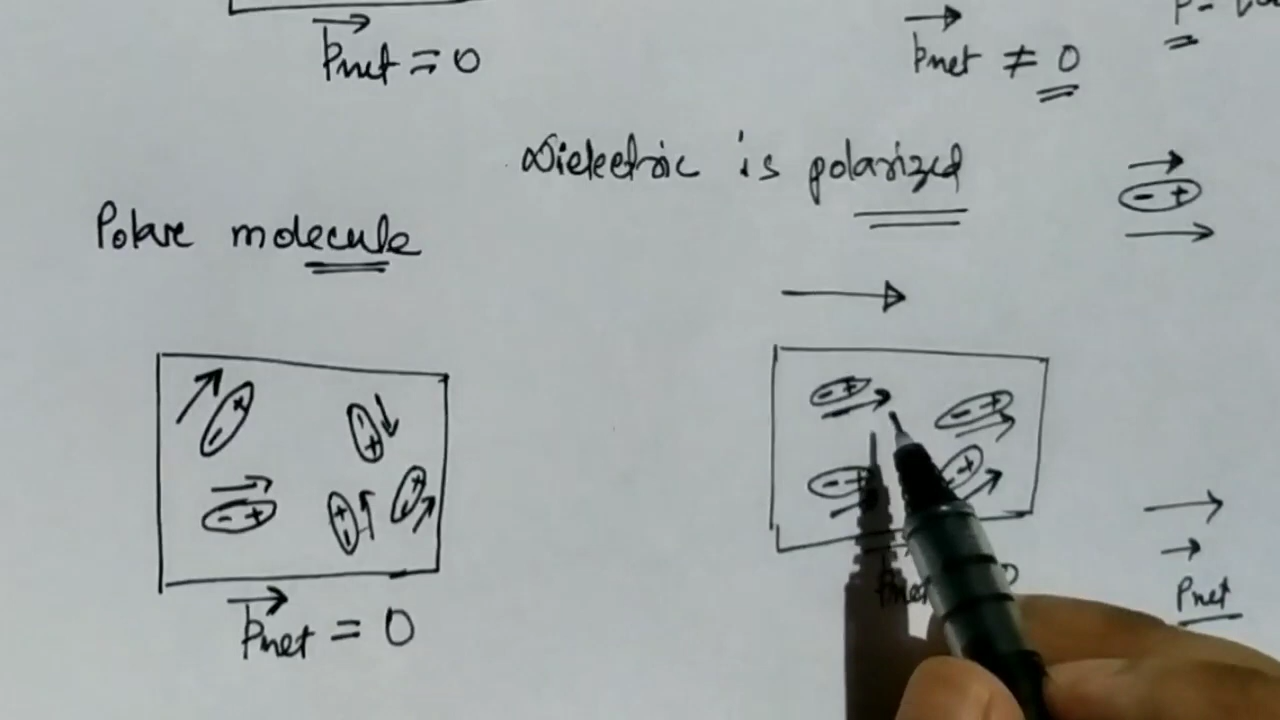 Pnet = 0
Pnet ≠ 0
P -
Dielectric is polarized
- +
Polar molecule
Pnet = 0
Pnet